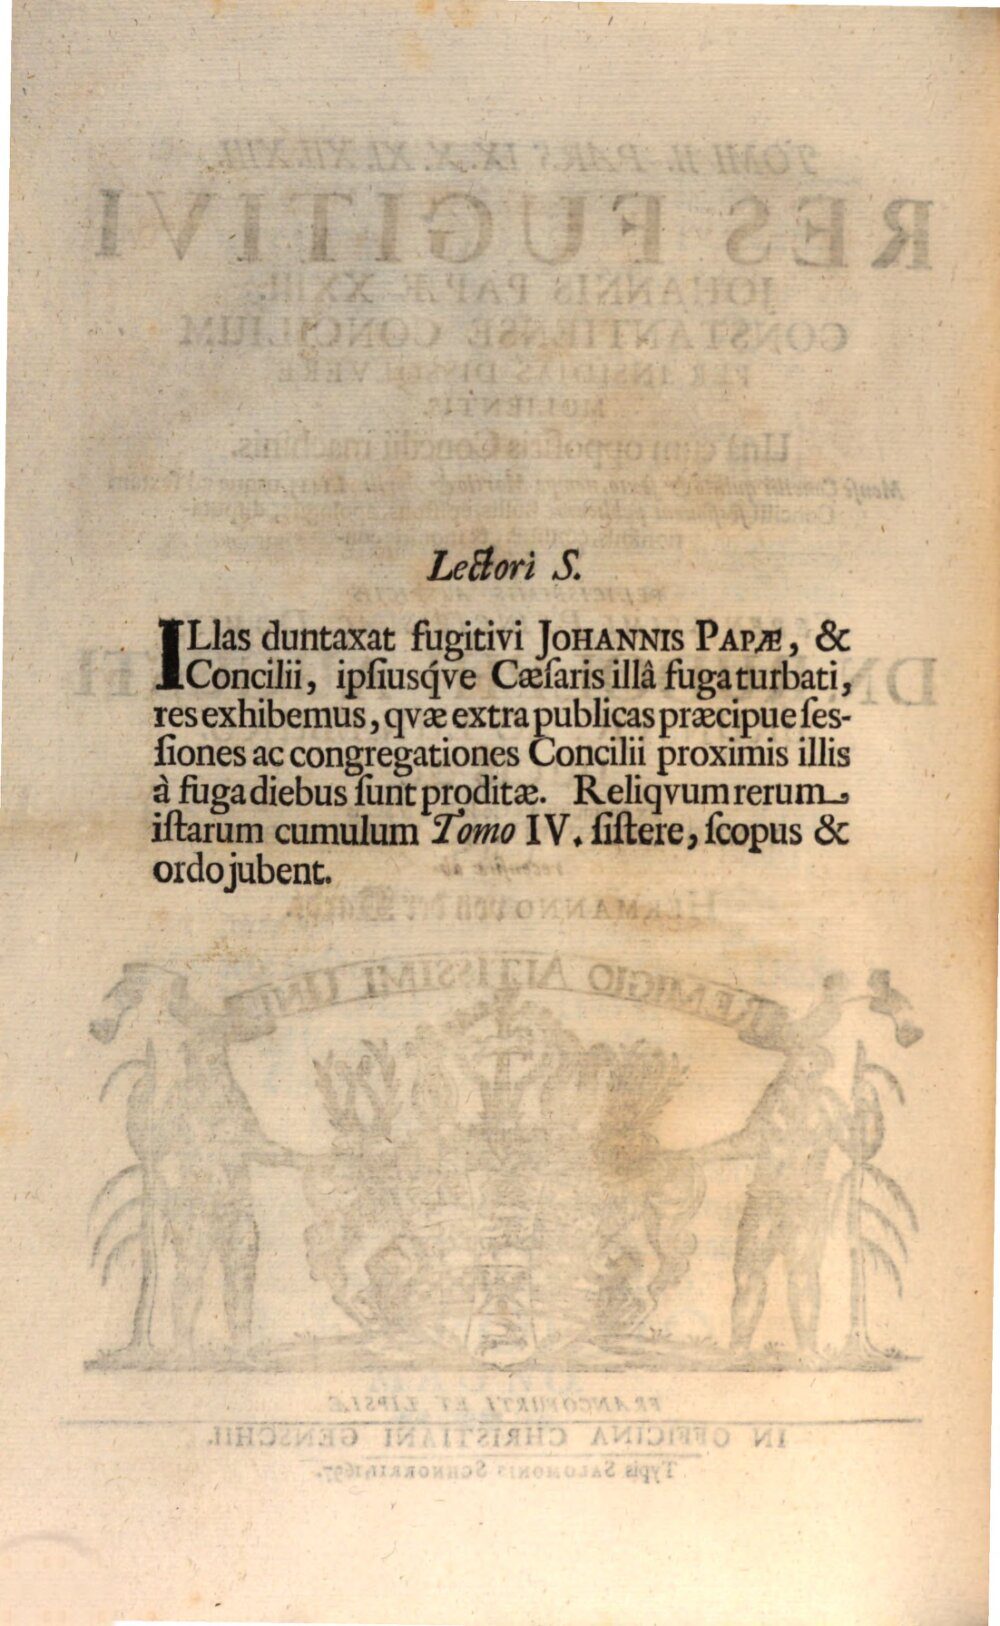 Lectori S.
ILlas duntaxat fugitivi JOHANNIS PAPÆ, &
Concilii, ipſiusq́ve Cæſaris illâ fuga turbati,
res exhibemus, qvæ extra publicas præcipue ſeſ-
ſiones ac congregationes Concilii proximis illis
à fuga diebus ſunt proditæ. Reliqvum rerum
iſtarum cumulum Tomo IV. ſiſtere, ſcopus &
ordo jubent.